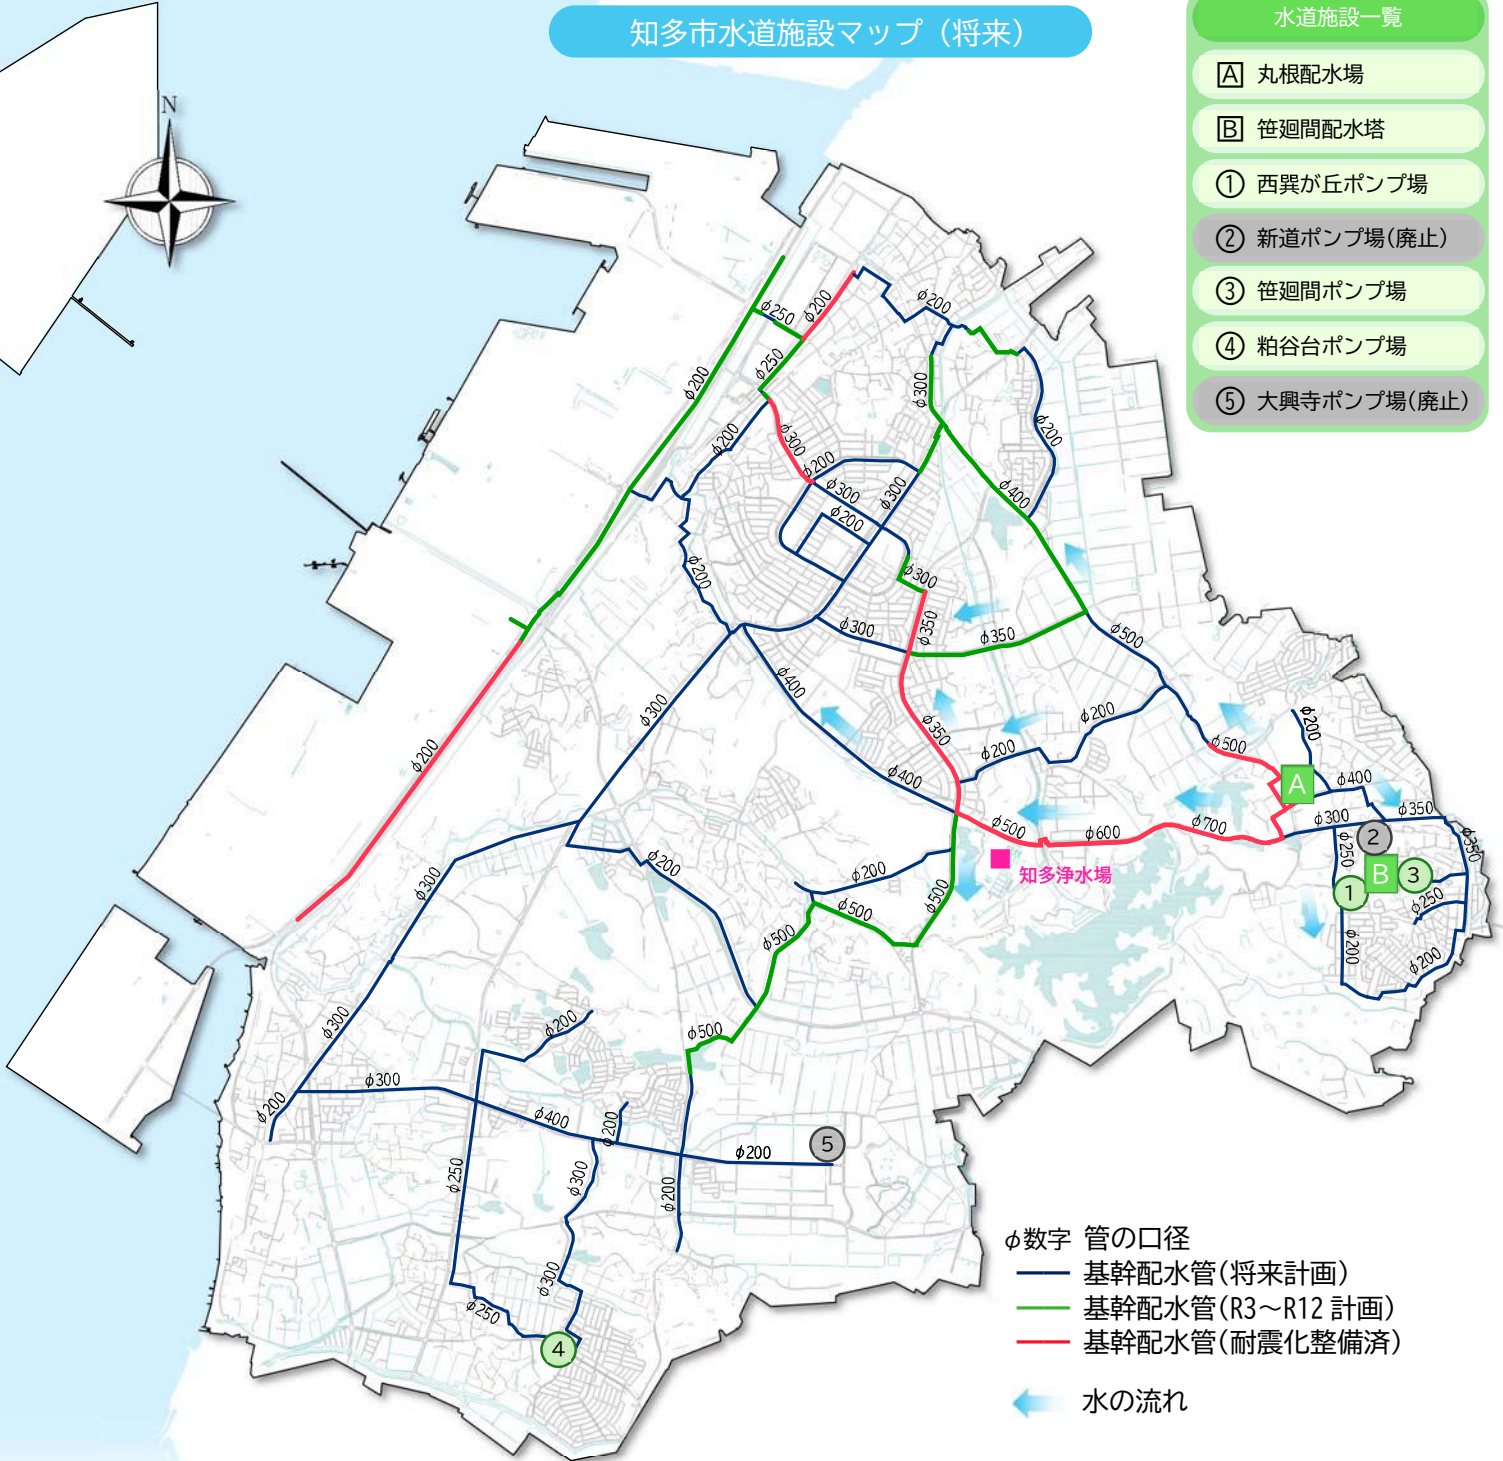 知多市水道施設マップ（将来）
水道施設一覧
A 丸根配水場
B 笹廻間配水塔
① 西巽が丘ポンプ場
② 新道ポンプ場(廃止)
③ 笹廻間ポンプ場
④ 粕谷台ポンプ場
⑤ 大興寺ポンプ場(廃止)
N
φ250
φ200
φ200
φ250
φ200
φ300
φ200
φ200
φ300
φ200
φ300
φ300
φ200
φ400
φ200
φ300
φ350
φ300
φ350
φ500
φ400
φ300
φ200
φ350
φ200
φ200
φ500
φ200
φ400
A
φ400
φ350
φ300
φ350
φ500
φ600
φ700
φ250
2
B
3
1
φ250
φ200
φ200
知多浄水場
φ300
φ200
φ200
φ500
φ500
φ500
φ300
φ200
φ500
φ300
φ200
φ400
φ200
φ200
5
φ250
φ300
φ200
φ300
φ250
4
φ数字 管の口径
基幹配水管(将来計画)
基幹配水管(R3～R12 計画)
基幹配水管(耐震化整備済)
水の流れ